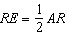 RE = 1/2 AR